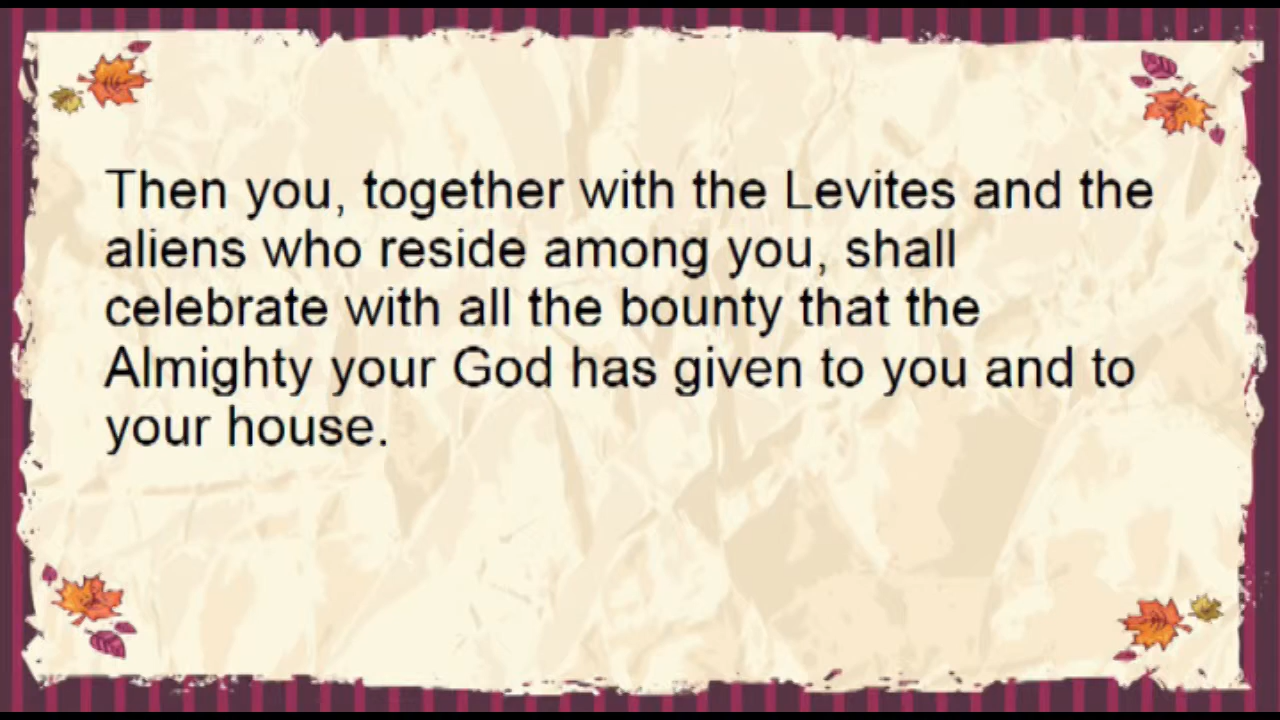 Then you, together with the Levites and the
aliens who reside among you, shall
celebrate with all the bounty that the
Almighty your God has given to you and to
your house.